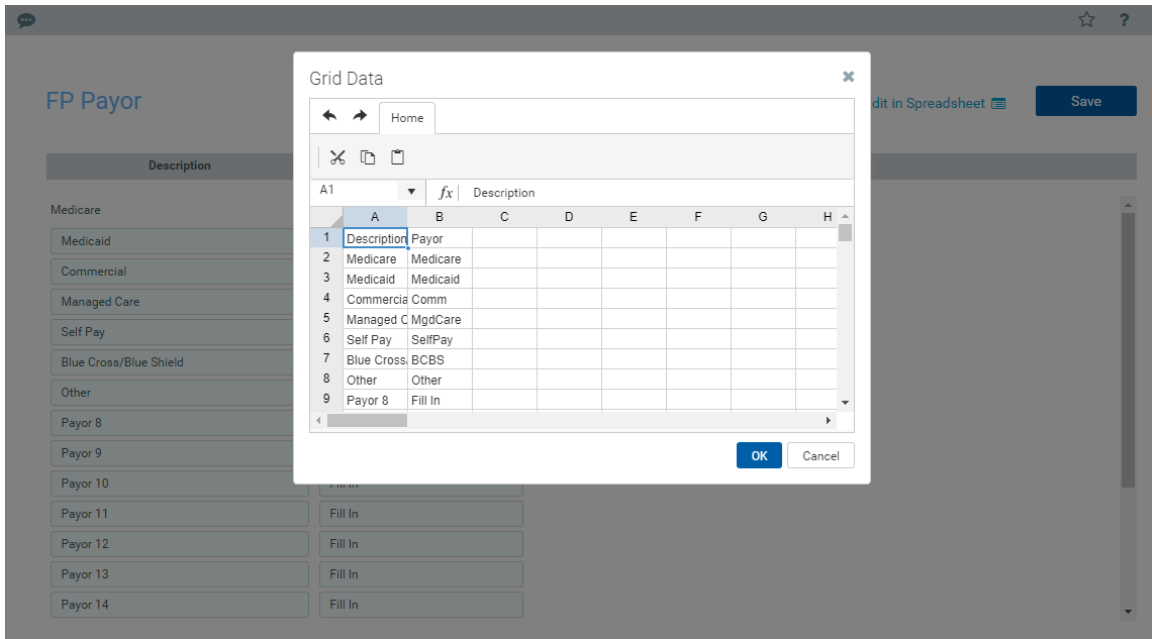 ?
Grid Data
FP Payor
dit in Spreadsheet
Save
Home
Description
A1
fx
Description
A B C D E F G H
1 Description Payor
2 Medicare Medicare
3 Medicaid Medicaid
4 Commercia Comm
5 Managed C MgdCare
6 Self Pay SelfPay
7 Blue Cross/ BCBS
8 Other Other
9 Payor 8 Fill In
OK
Cancel
Medicare
Medicaid
Commercial
Managed Care
Self Pay
Blue Cross/Blue Shield
Other
Payor 8
Payor 9
Payor 10
Payor 11 Fill In
Payor 12 Fill In
Payor 13 Fill In
Payor 14 Fill In